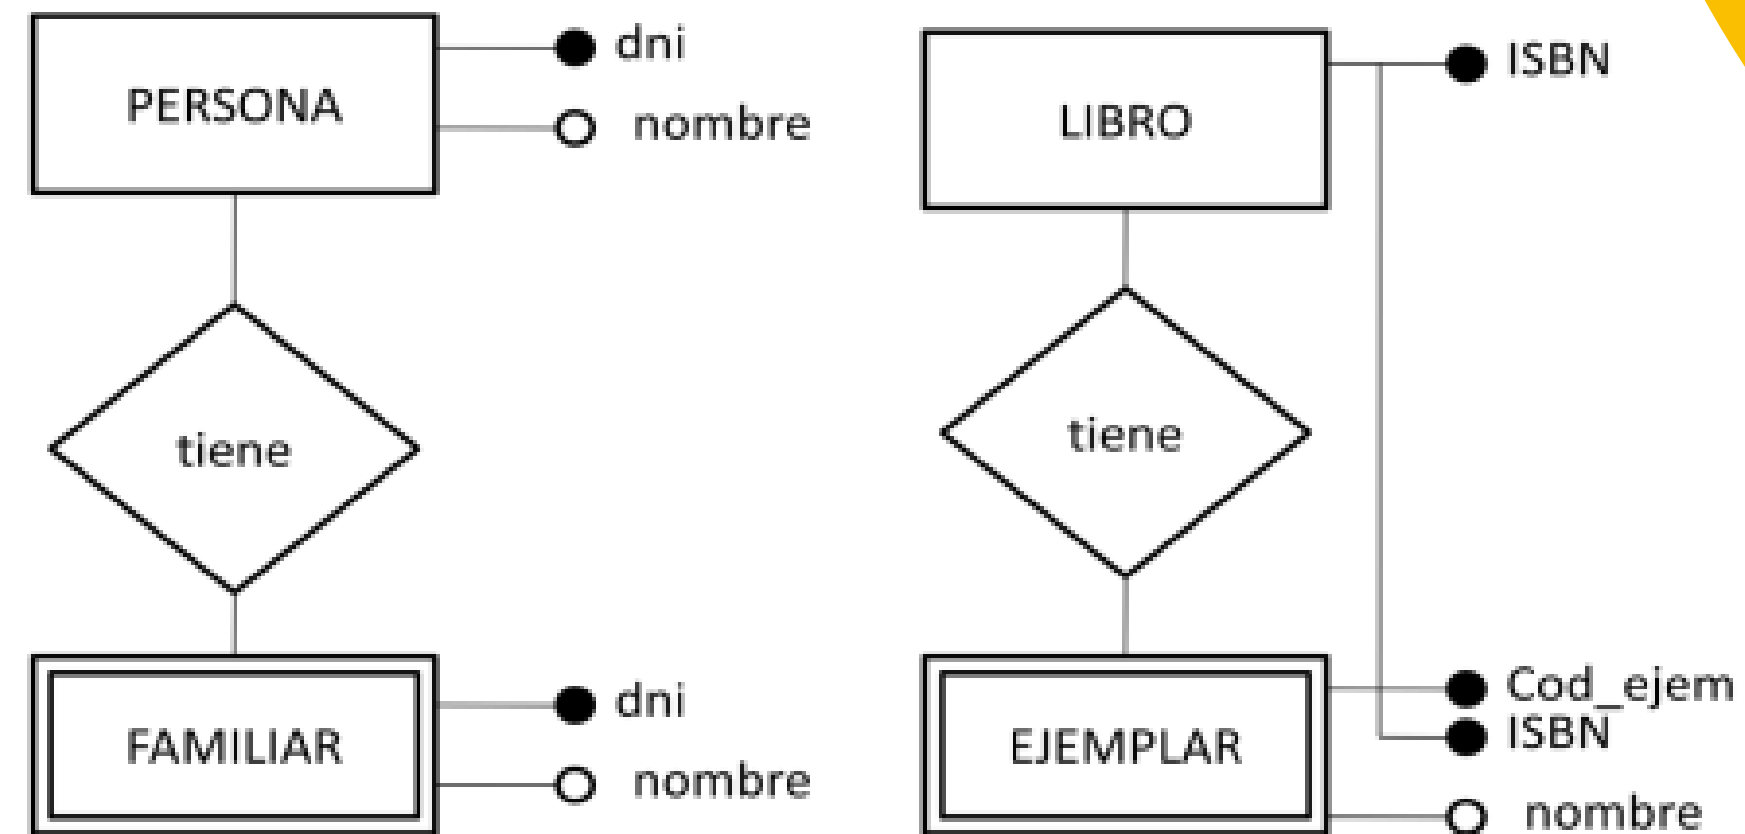 PERSONA
dni
nombre
tiene
FAMILIAR
dni
nombre
LIBRO
ISBN
tiene
EJEMPLAR
Cod_ejem
ISBN
nombre